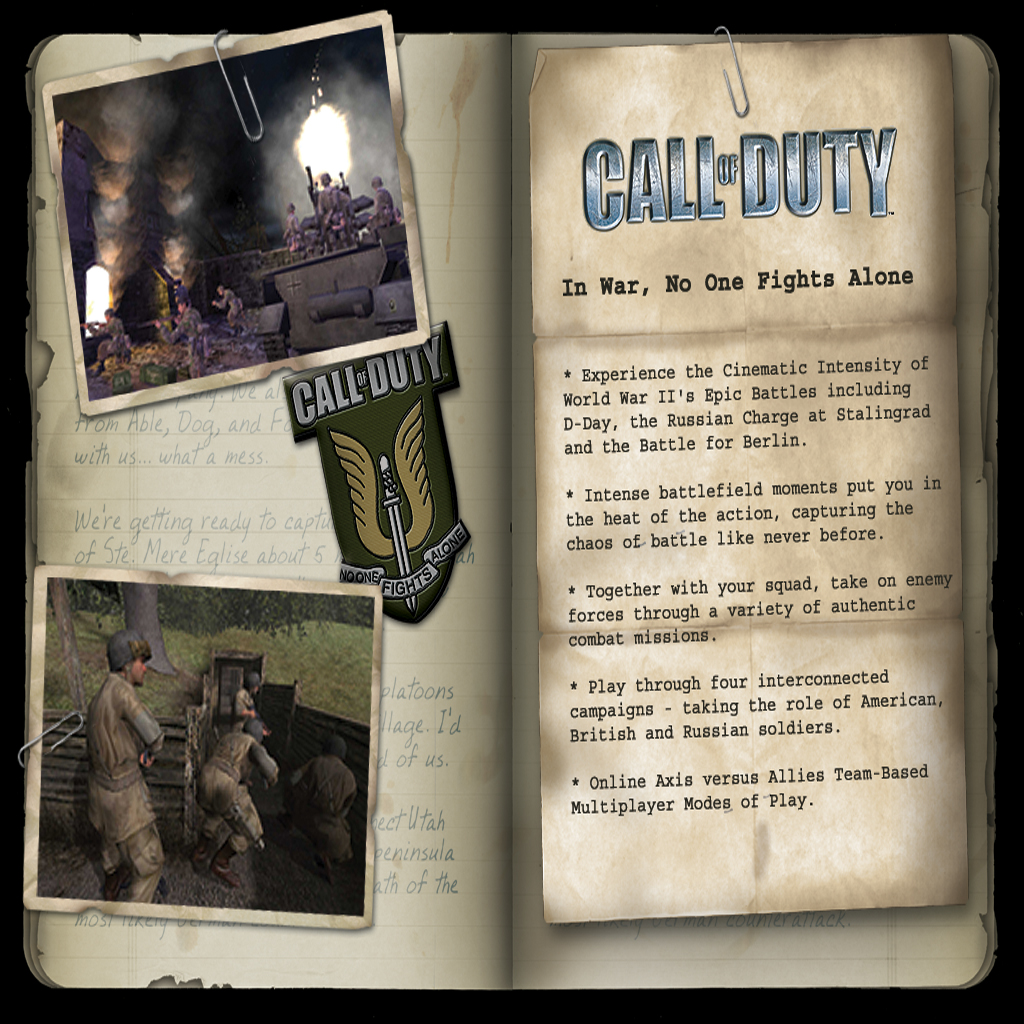 from Able, Dog, and
with us... what a mess.
We're getting ready to
of Ste. Mere Eglise about 5
platoons
I'd
of us.
Utah
peninsula
of the
most likely German
CALL OF DUTY
NO ONE FIGHTS ALONE
CALL OF DUTY™
In War, No One Fights Alone
* Experience the Cinematic Intensity of
World War II's Epic Battles including
D-Day, the Russian Charge at Stalingrad
and the Battle for Berlin.
* Intense battlefield moments put you in
the heat of the action, capturing the
chaos of battle like never before.
* Together with your squad, take on enemy
forces through a variety of authentic
combat missions.
* Play through four interconnected
campaigns - taking the role of American,
British and Russian soldiers.
* Online Axis versus Allies Team-Based
Multiplayer Modes of Play.
likely German counterattack.